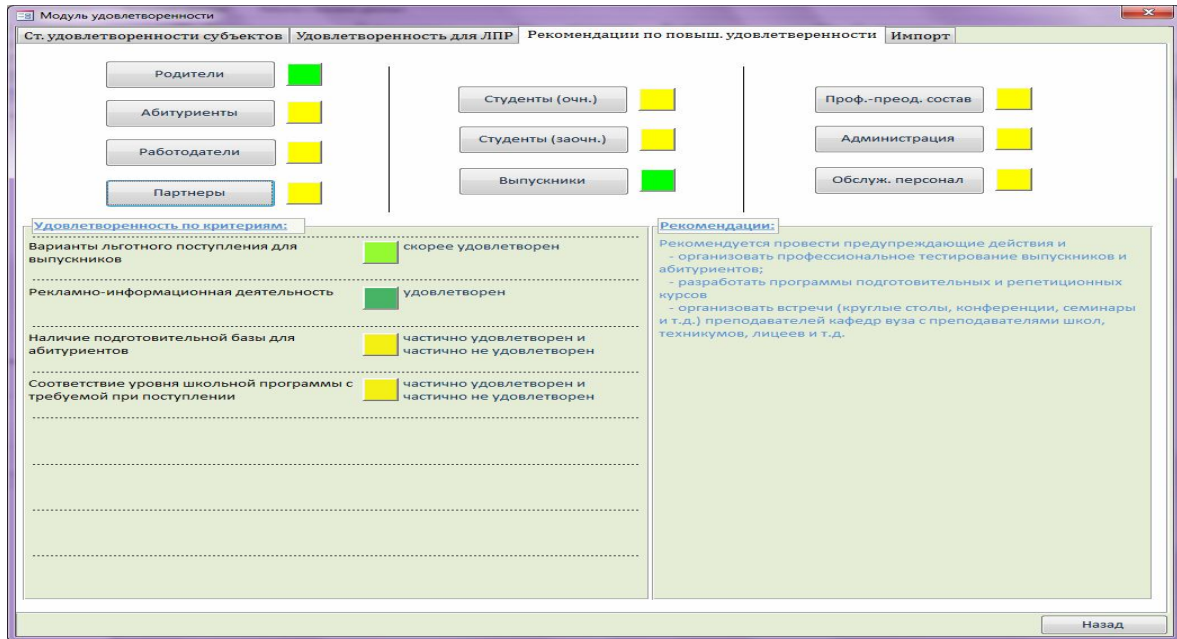 Модуль удовлетворенности
Ст. удовлетворенности субъектов
Удовлетворенность для ЛПР
Рекомендации по повыш. удовлетверенности
Импорт
Родители
Абитуриенты
Работодатели
Партнеры
Студенты (очн.)
Студенты (заочн.)
Выпускники
Проф.-преод. состав
Администрация
Обслуж. персонал
Удовлетворенность по критериям:
Варианты льготного поступления для
выпускников
скорее удовлетворен
Рекламно-информационная деятельность
удовлетворен
Наличие подготовительной базы для
абитуриентов
частично удовлетворен и
частично не удовлетворен
Соответствие уровня школьной программы с
требуемой при поступлении
частично удовлетворен и
частично не удовлетворен
Рекомендации:
Рекомендуется провести предупреждающие действия и
- организовать профессиональное тестирование выпускников и
абитуриентов;
- разработать программы подготовительных и репетиционных
курсов
- организовать встречи (круглые столы, конференции, семинары
и т.д.) преподавателей кафедр вуза с преподавателями школ,
техникумов, лицеев и т.д.
Назад